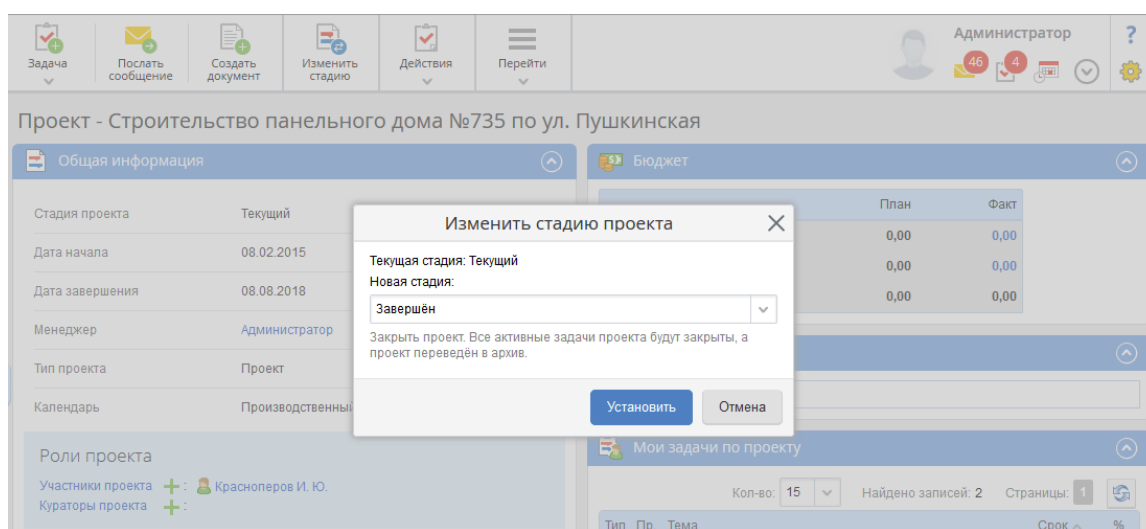 Задача
Послать
сообщение
Создать
документ
Изменить
стадию
Действия
Перейти
Администратор
46
4
?
Проект - Строительство панельного дома №735 по ул. Пушкинская
Общая информация
Стадия проекта Текущий
Дата начала 08.02.2015
Дата завершения 08.08.2018
Менеджер Администратор
Тип проекта Проект
Календарь Производственный
Роли проекта
Участники проекта : Красноперов И. Ю.
Кураторы проекта :
Изменить стадию проекта
Текущая стадия: Текущий
Новая стадия:
Завершён
Закрыть проект. Все активные задачи проекта будут закрыты, а
проект переведён в архив.
Установить Отмена
Бюджет
План Факт
0,00 0,00
0,00 0,00
0,00 0,00
Мои задачи по проекту
Кол-во: 15 Найдено записей: 2 Страницы: 1
Тип Пр. Тема Срок %